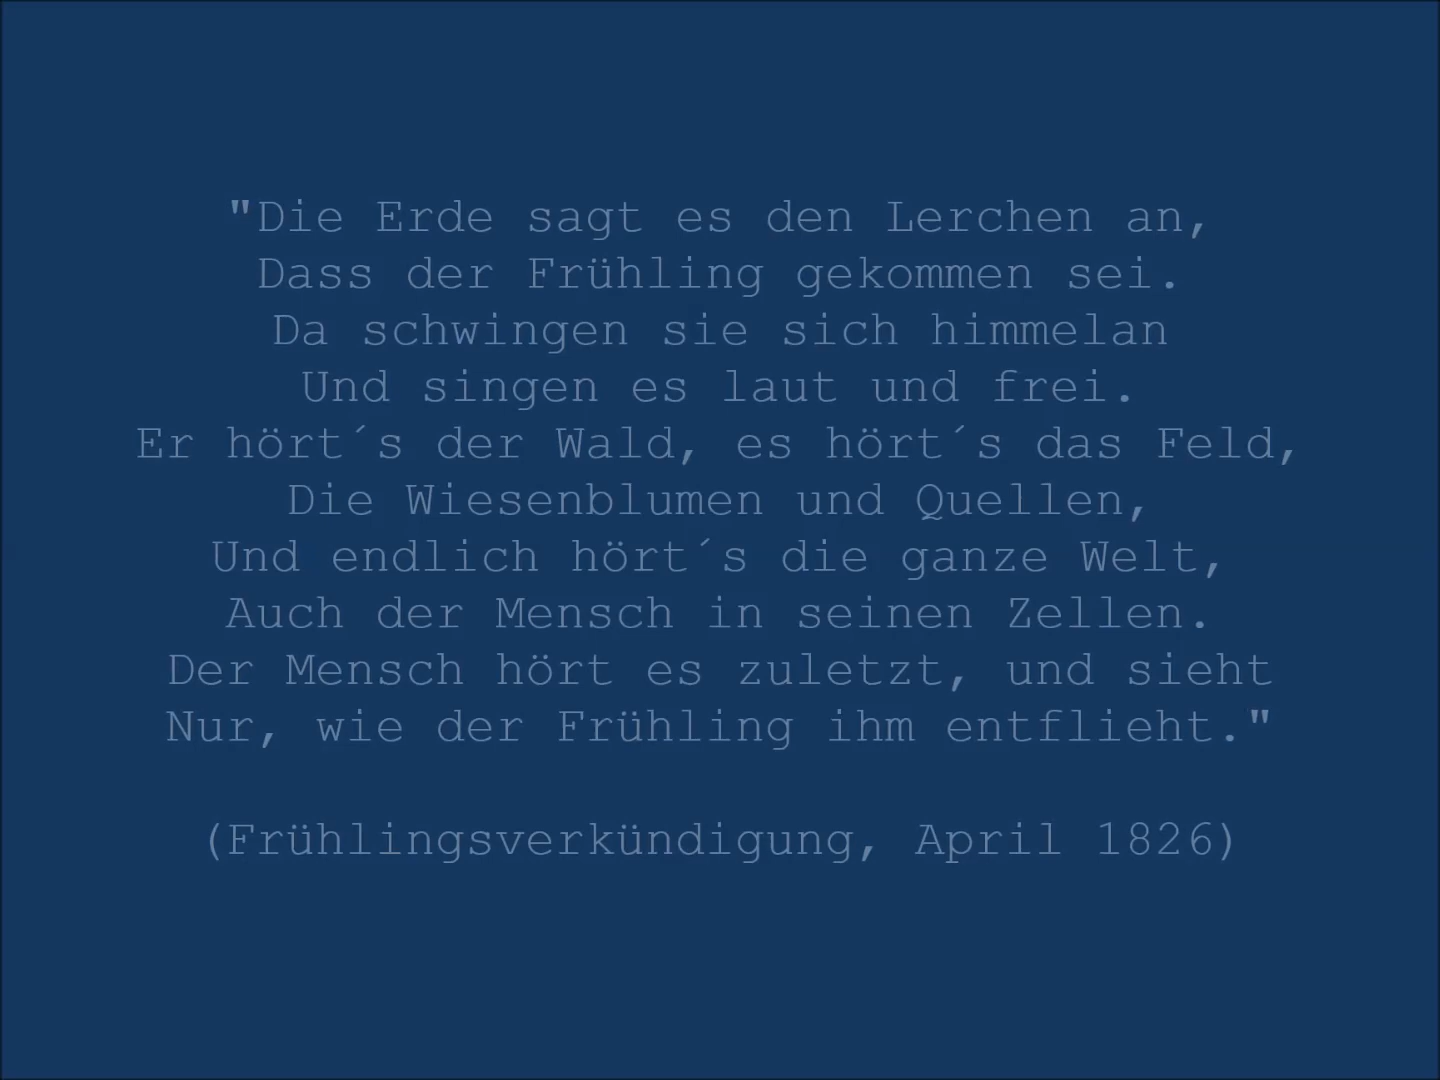 "Die Erde sagt es den Lerchen an,
Dass der Frühling gekommen sei.
Da schwingen sie sich himmelan
Und singen es laut und frei.
Er hört´s der Wald, es hört´s das Feld,
Die Wiesenblumen und Quellen,
Und endlich hört´s die ganze Welt,
Auch der Mensch in seinen Zellen.
Der Mensch hört es zuletzt, und sieht
Nur, wie der Frühling ihm entflieht."
(Frühlingsverkündigung, April 1826)